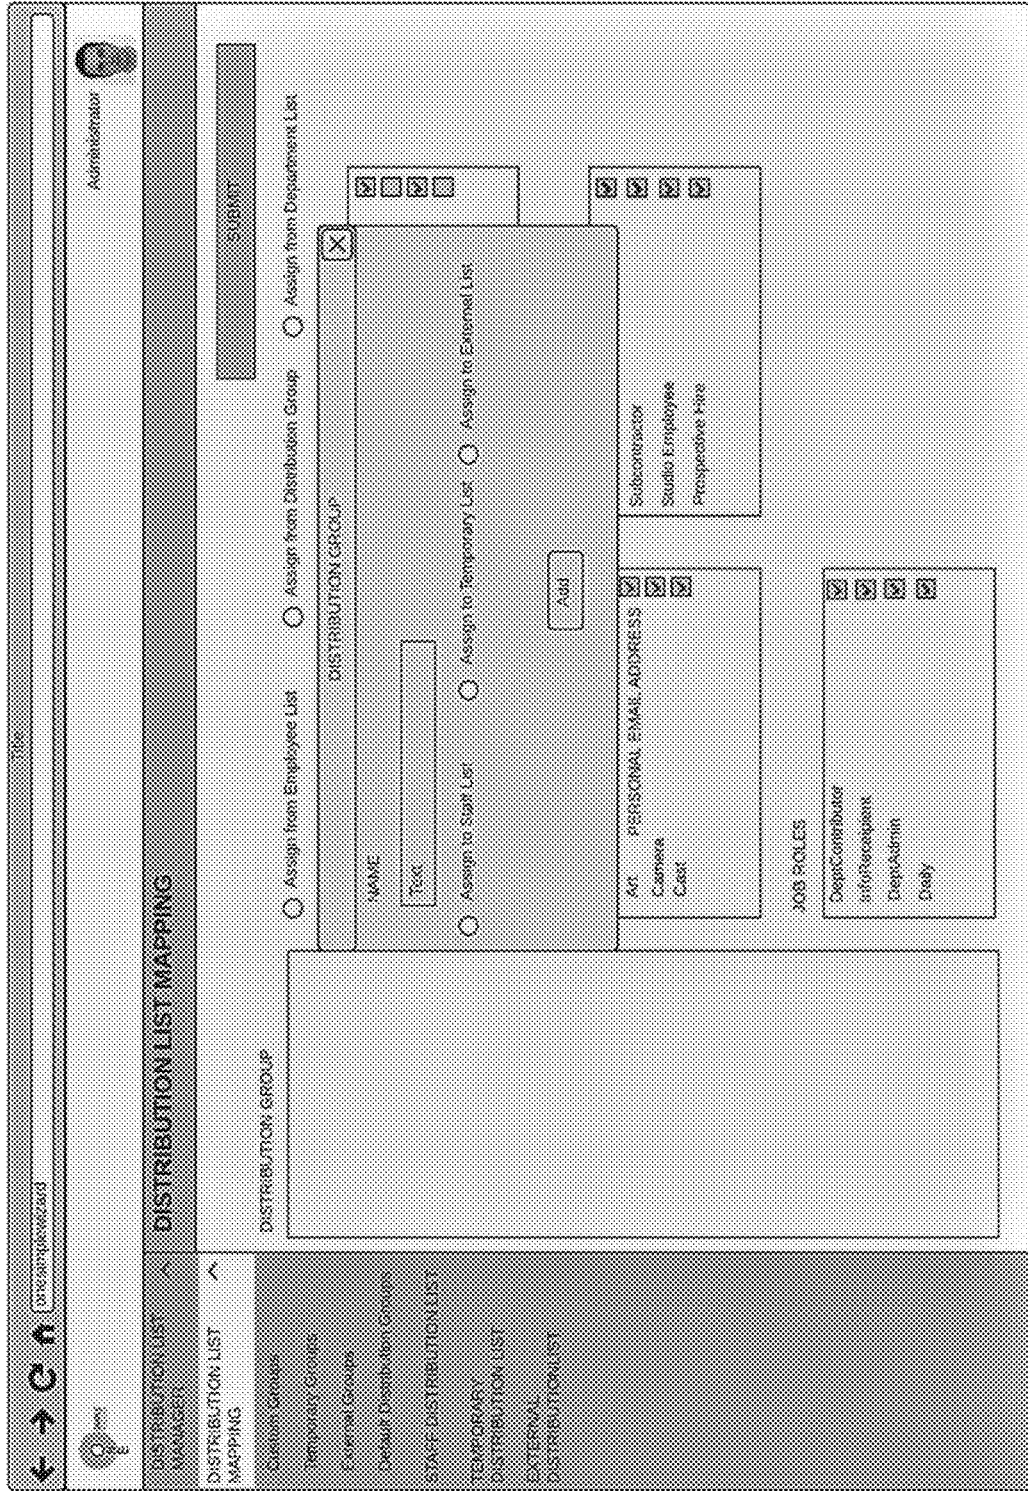 Title
onesamplewizard
Administrator
DISTRIBUTION LIST
MANAGER
DISTRIBUTION LIST MAPPING
DISTRIBUTION LIST
MAPPING
Custom Groups
Temporary Groups
External Groups
Default Distribution Groups
STAFF DISTRIBUTION LIST
TEMPORARY
DISTRIBUTION LIST
EXTERNAL
DISTRIBUTION LIST
SUBMIT
DISTRIBUTION GROUP
Assign from Employee List
Assign from Distribution Group
Assign from Department List
DISTRIBUTION GROUP
X
NAME
Text
Assign to Staff List
Assign to Temporary List
Assign to External List
Add
PERSONAL EMAIL ADDRESS
Art
Camera
Cast
Subcontractor
Studio Employee
Prospective Hire
JOB ROLES
DeptContributor
InfoReceipient
DeptAdmin
Daily